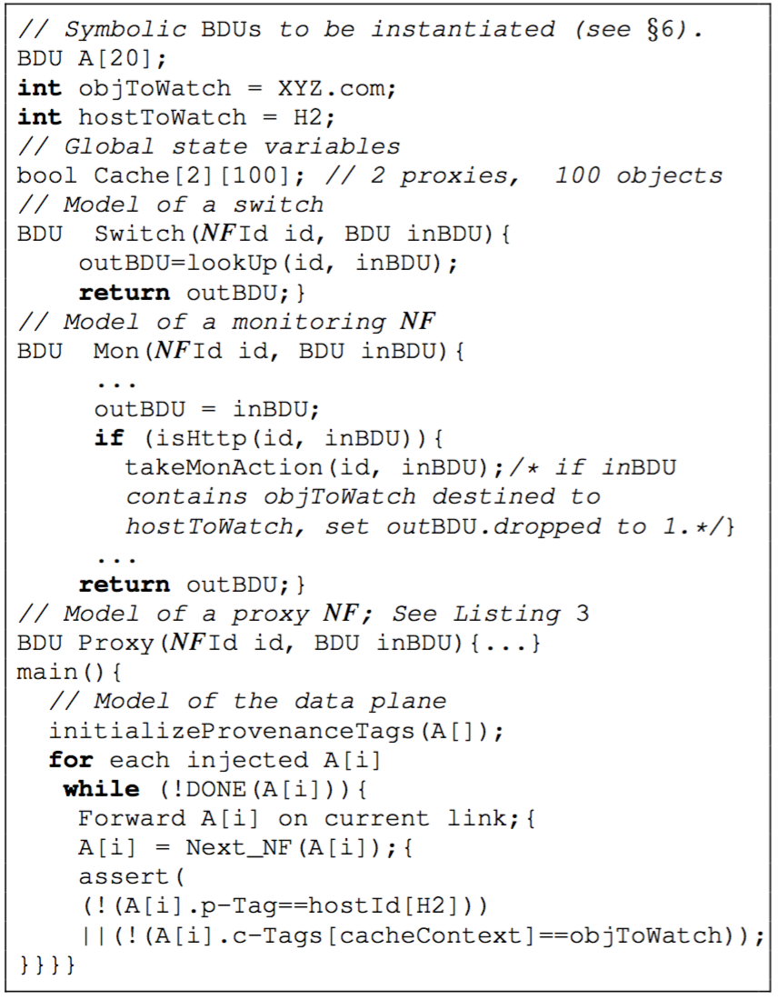 // Symbolic BDUs to be instantiated (see §6).
BDU A[20];
int objToWatch = XYZ.com;
int hostToWatch = H2;
// Global state variables
bool Cache[2][100]; // 2 proxies,  100 objects
// Model of a switch
BDU  Switch(NFId id, BDU inBDU){
    outBDU=lookUp(id, inBDU);
    return outBDU;}
// Model of a monitoring NF
BDU  Mon(NFId id, BDU inBDU){
     ...
     outBDU = inBDU;
     if (isHttp(id, inBDU)){
       takeMonAction(id, inBDU);/* if inBDU
       contains objToWatch destined to
       hostToWatch, set outBDU.dropped to 1.*/}
     ...
    return outBDU;}
// Model of a proxy NF; See Listing 3
BDU Proxy(NFId id, BDU inBDU){...}
main(){
  // Model of the data plane
  initializeProvenanceTags(A[]);
  for each injected A[i]
   while (!DONE(A[i])){
    Forward A[i] on current link;{
    A[i] = Next_NF(A[i]);{
    assert(
    (!(A[i].p-Tag==hostId[H2]))
    ||(!(A[i].c-Tags[cacheContext]==objToWatch));
}}}}